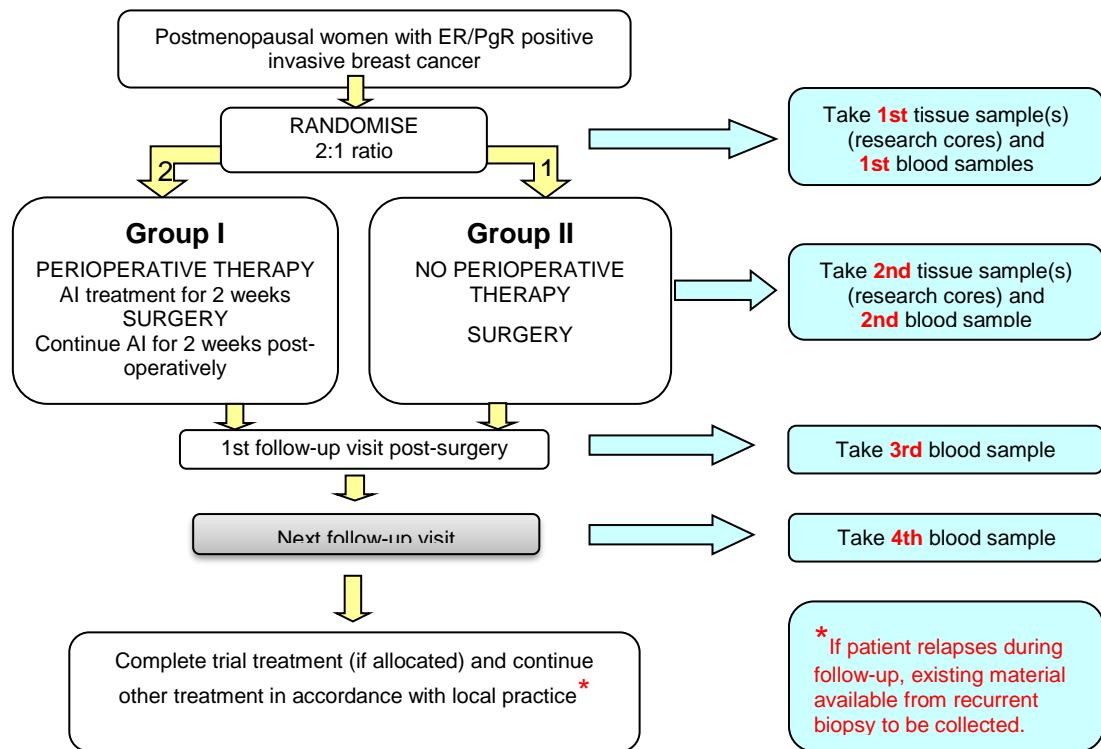 Postmenopausal women with ER/PgR positive
invasive breast cancer
RANDOMISE
2:1 ratio
Take 1st tissue sample(s)
(research cores) and
1st blood samples
2
1
Group I
PERIOPERATIVE THERAPY
AI treatment for 2 weeks
SURGERY
Continue AI for 2 weeks post-
operatively
Group II
NO PERIOPERATIVE
THERAPY
SURGERY
Take 2nd tissue sample(s)
(research cores) and
2nd blood sample
1st follow-up visit post-surgery
Take 3rd blood sample
Next follow-up visit
Take 4th blood sample
Complete trial treatment (if allocated) and continue
other treatment in accordance with local practice*
*If patient relapses during
follow-up, existing material
available from recurrent
biopsy to be collected.